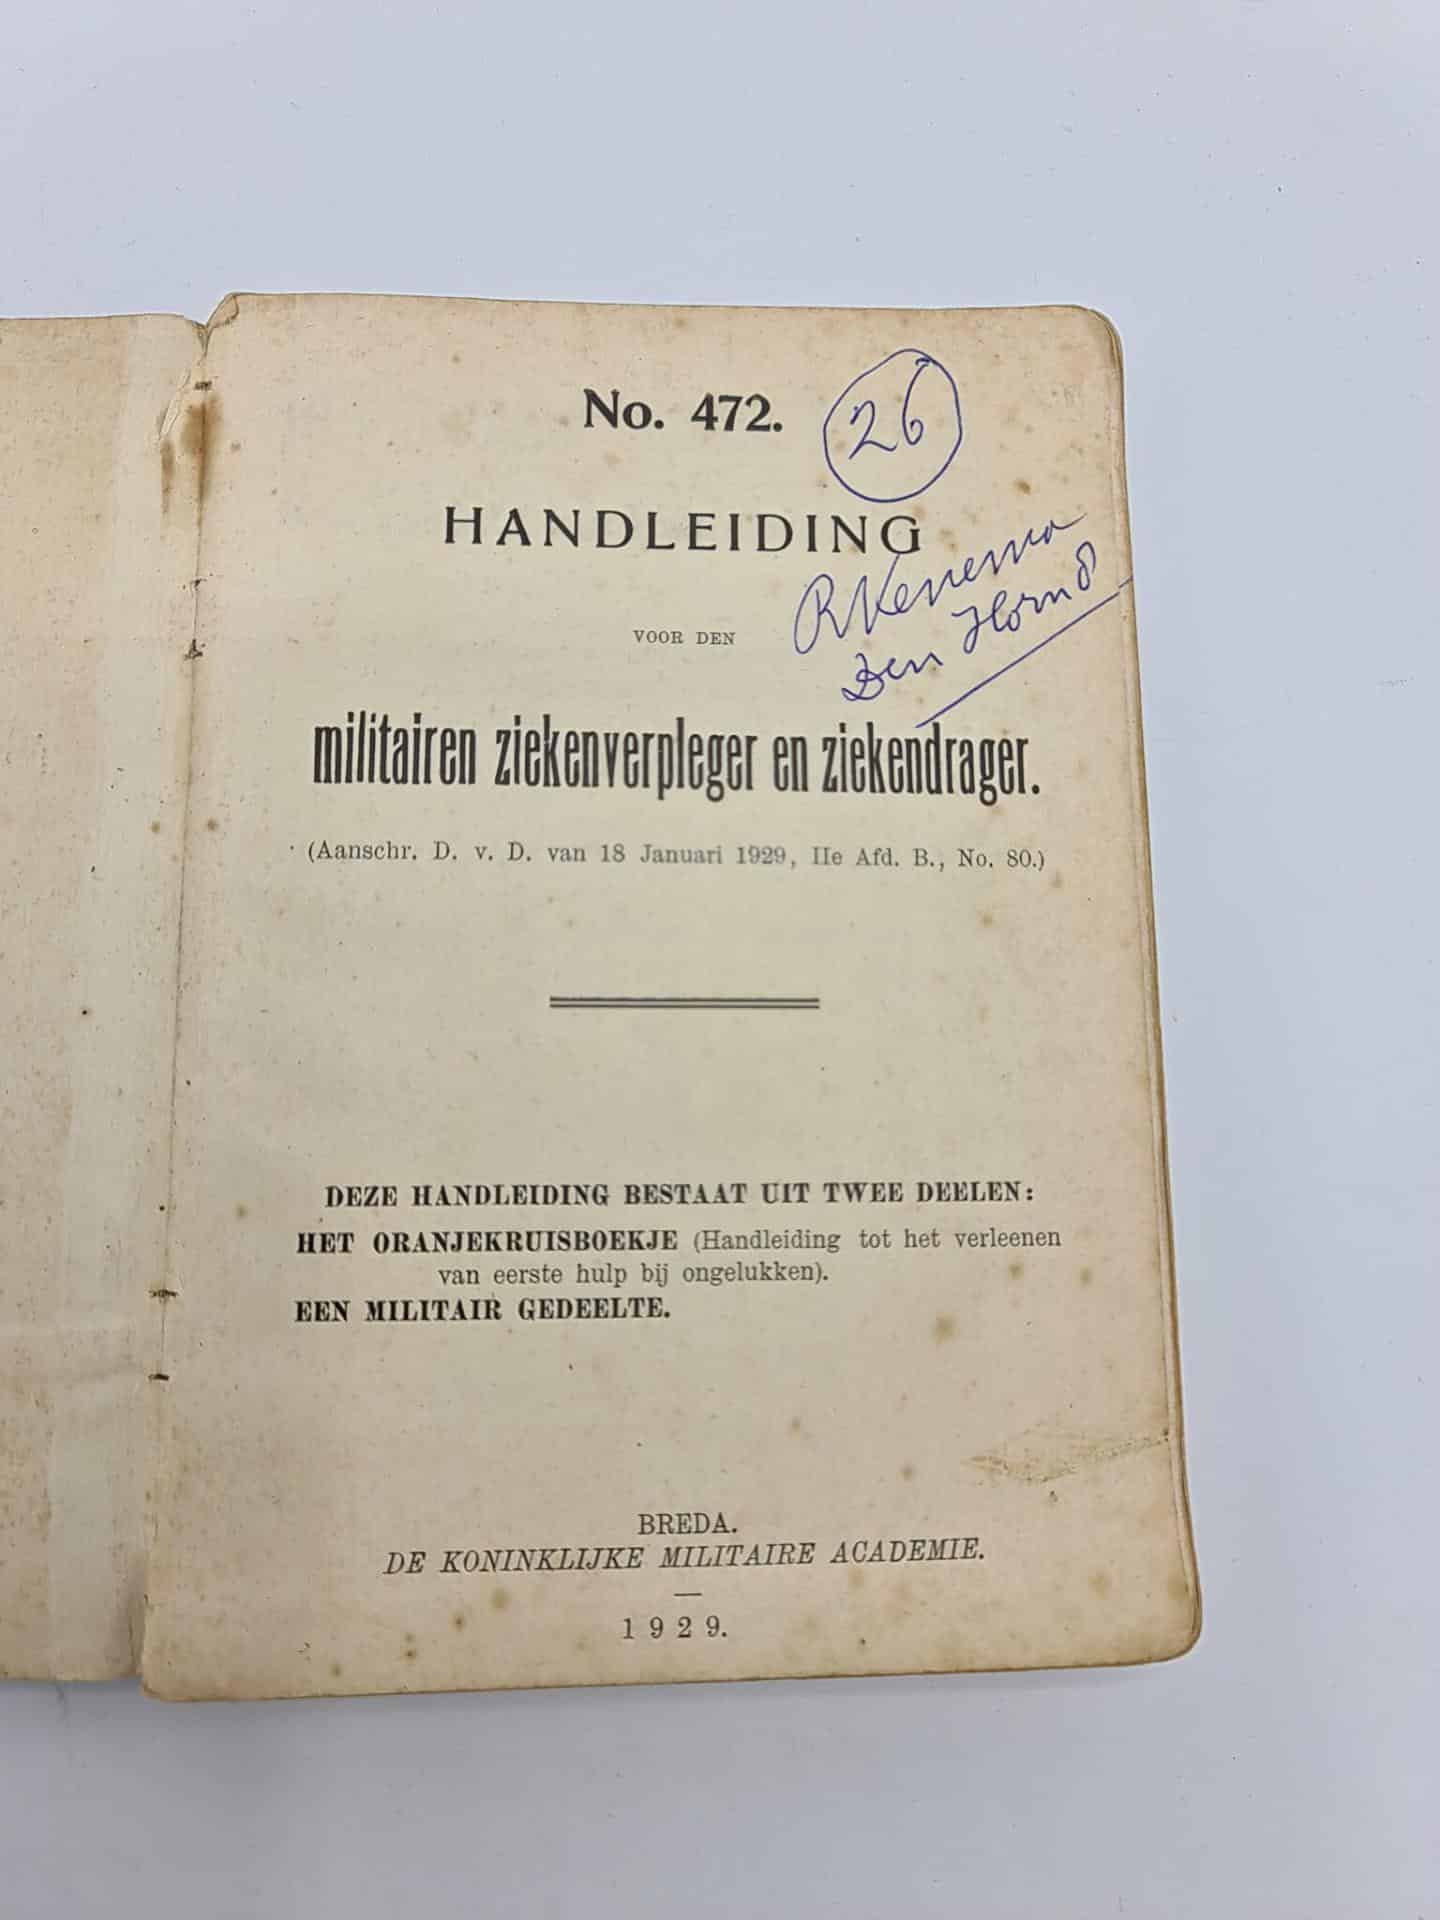 No. 472.
26
HANDLEIDING
VOOR DEN
Den
militairen ziekenverpleger en ziekendrager.
(Aanschr. D. v. D. van 18 Januari 1929, IIe Afd. B., No. 80.)
DEZE HANDLEIDING BESTAAT UIT TWEE DEELEN:
HET ORANJEKRUISBOEKJE (Handleiding tot het verleenen
van eerste hulp bij ongelukken).
EEN MILITAIR GEDEELTE.
BREDA.
DE KONINKLIJKE MILITAIRE ACADEMIE.
1929.